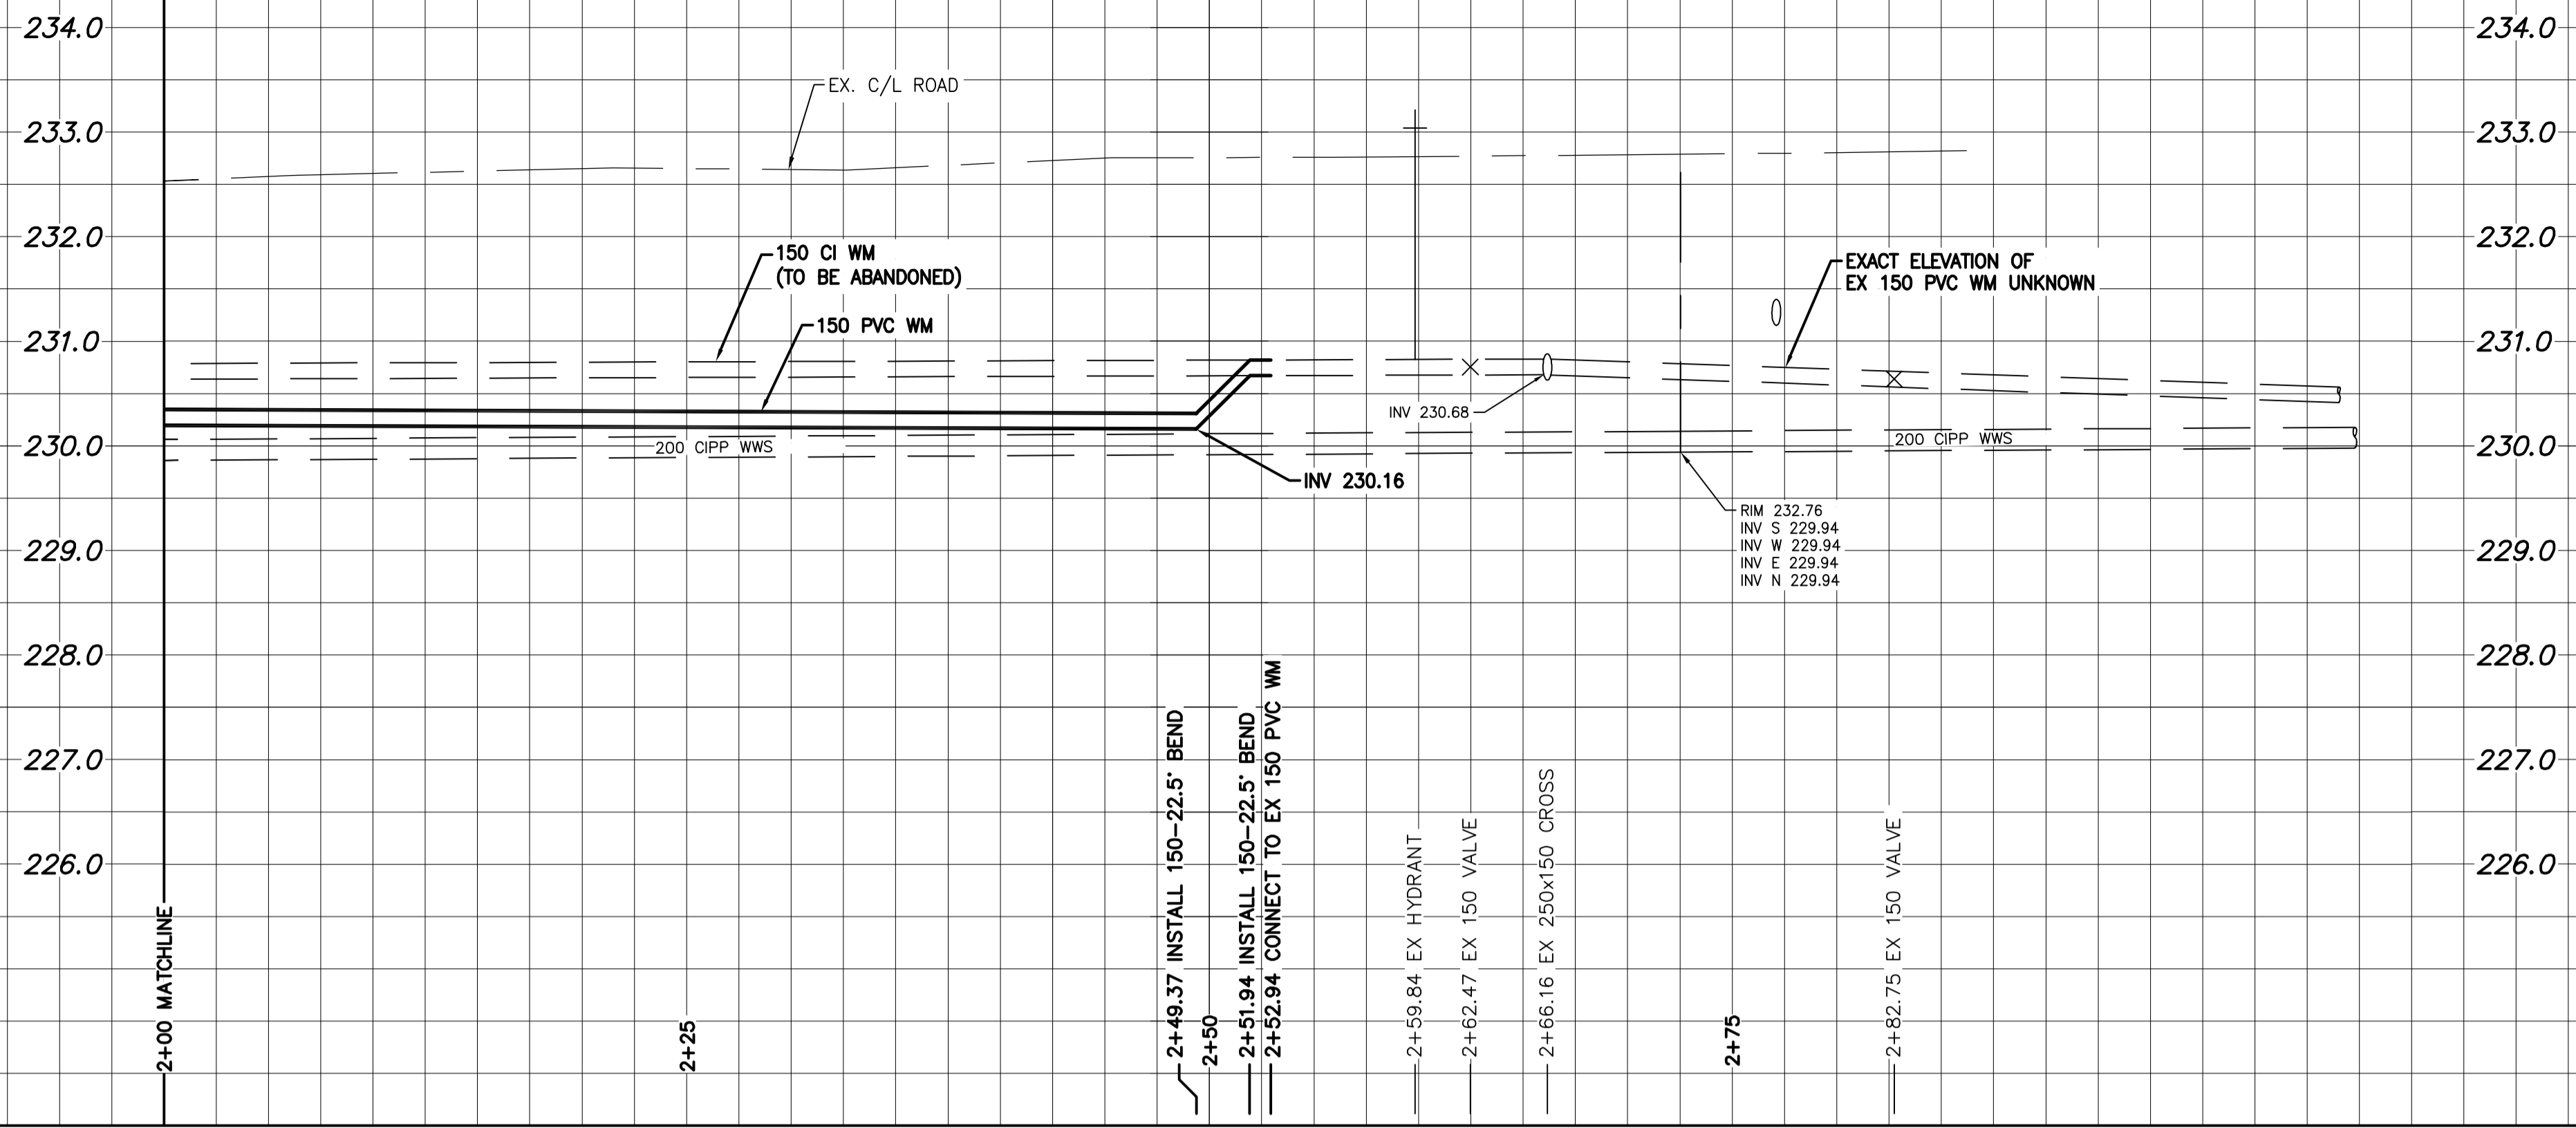 234.0
234.0
EX. C/L ROAD
233.0
233.0
232.0
232.0
150 CI WM
(TO BE ABANDONED)
EXACT ELEVATION OF
EX 150 PVC WM UNKNOWN
150 PVC WM
231.0
231.0
INV 230.68
230.0
200 CIPP WWS
200 CIPP WWS
230.0
INV 230.16
RIM 232.76
INV S 229.94
INV W 229.94
INV E 229.94
INV N 229.94
229.0
229.0
228.0
228.0
227.0
227.0
226.0
226.0
2+00 MATCHLINE
2+25
2+49.37 INSTALL 150-22.5° BEND
2+50
2+51.94 INSTALL 150-22.5° BEND
2+52.94 CONNECT TO EX 150 PVC WM
2+59.84 EX HYDRANT
2+62.47 EX 150 VALVE
2+66.16 EX 250x150 CROSS
2+75
2+82.75 EX 150 VALVE